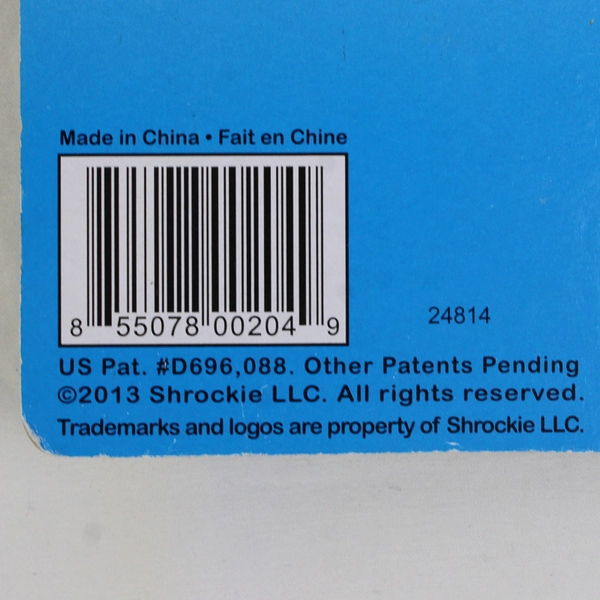 Made in China • Fait en Chine
8 55078 00204 9
24814
US Pat. #D696,088. Other Patents Pending
©2013 Shrockie LLC. All rights reserved.
Trademarks and logos are property of Shrockie LLC.